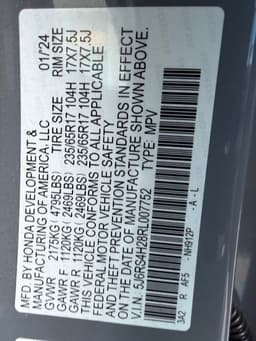 MFD. BY HONDA DEVELOPMENT &
MANUFACTURING OF AMERICA, LLC 01/'24
GVWR 2175KG (4795LBS) TIRE SIZE RIM SIZE
GAWR F 1120KG (2469LBS) 235/65R17 104H 17X7.5J
GAWR R 1120KG (2469LBS) 235/65R17 104H 17X7.5J
THIS VEHICLE CONFORMS TO ALL APPLICABLE
FEDERAL MOTOR VEHICLE SAFETY
AND THEFT PREVENTION STANDARDS IN EFFECT
ON THE DATE OF MANUFACTURE SHOWN ABOVE.
V.I.N.: 5J6RS4H28RL007752 TYPE: MPV
3A2 R AF5 - NH912P - A - L